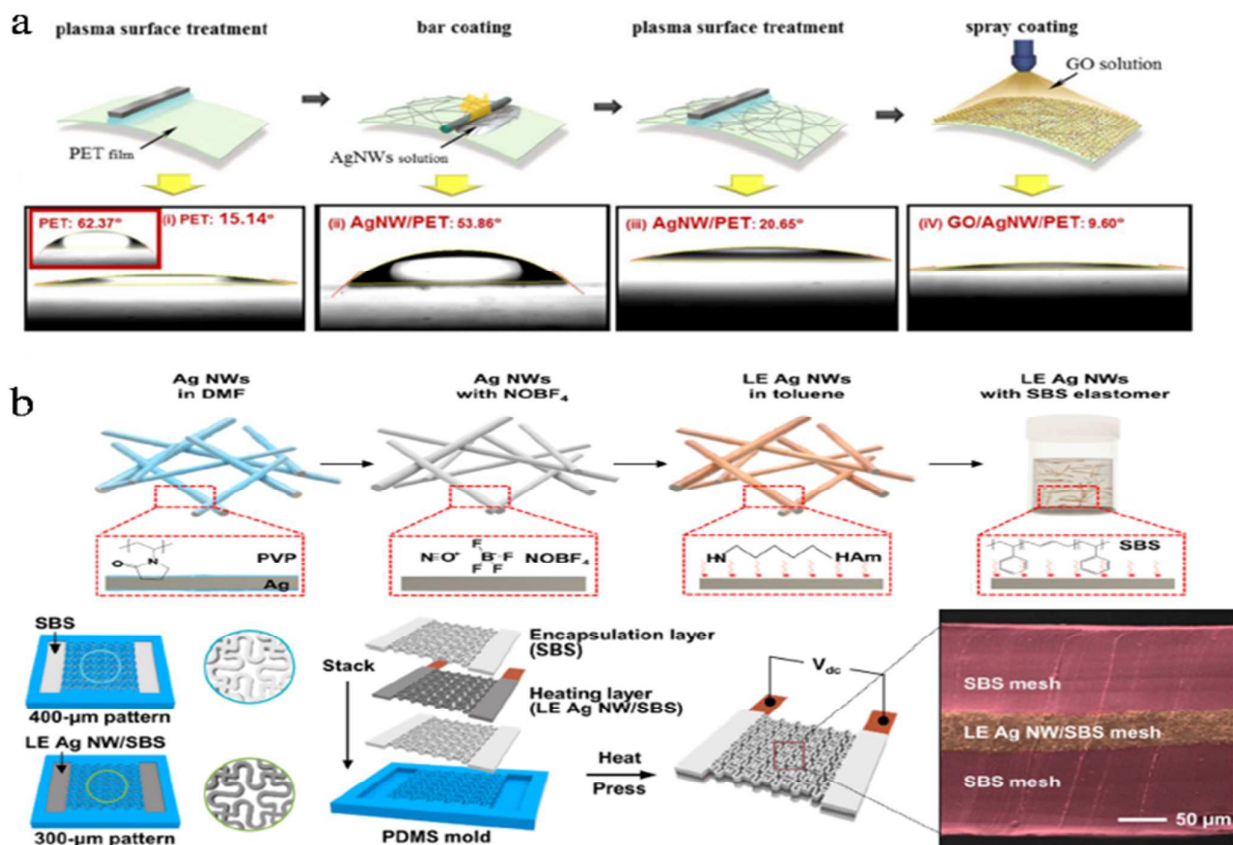 a
plasma surface treatment
bar coating
plasma surface treatment
spray coating
GO solution
PET film
AgNWs solution
PET: 62.37°
(i) PET: 15.14°
(ii) AgNW/PET: 53.86°
(iii) AgNW/PET: 20.65°
(iV) GO/AgNW/PET: 9.60°
b
Ag NWs
in DMF
Ag NWs
with NOBF4
LE Ag NWs
in toluene
LE Ag NWs
with SBS elastomer
O
N
PVP
Ag
N≡O+
F
B-
F
F
F
NOBF4
HN
HAm
SBS
SBS
400-μm pattern
LE Ag NW/SBS
300-μm pattern
Stack
Encapsulation layer
(SBS)
Heating layer
(LE Ag NW/SBS)
PDMS mold
Heat
Press
Vdc
SBS mesh
LE Ag NW/SBS mesh
SBS mesh
50 μm